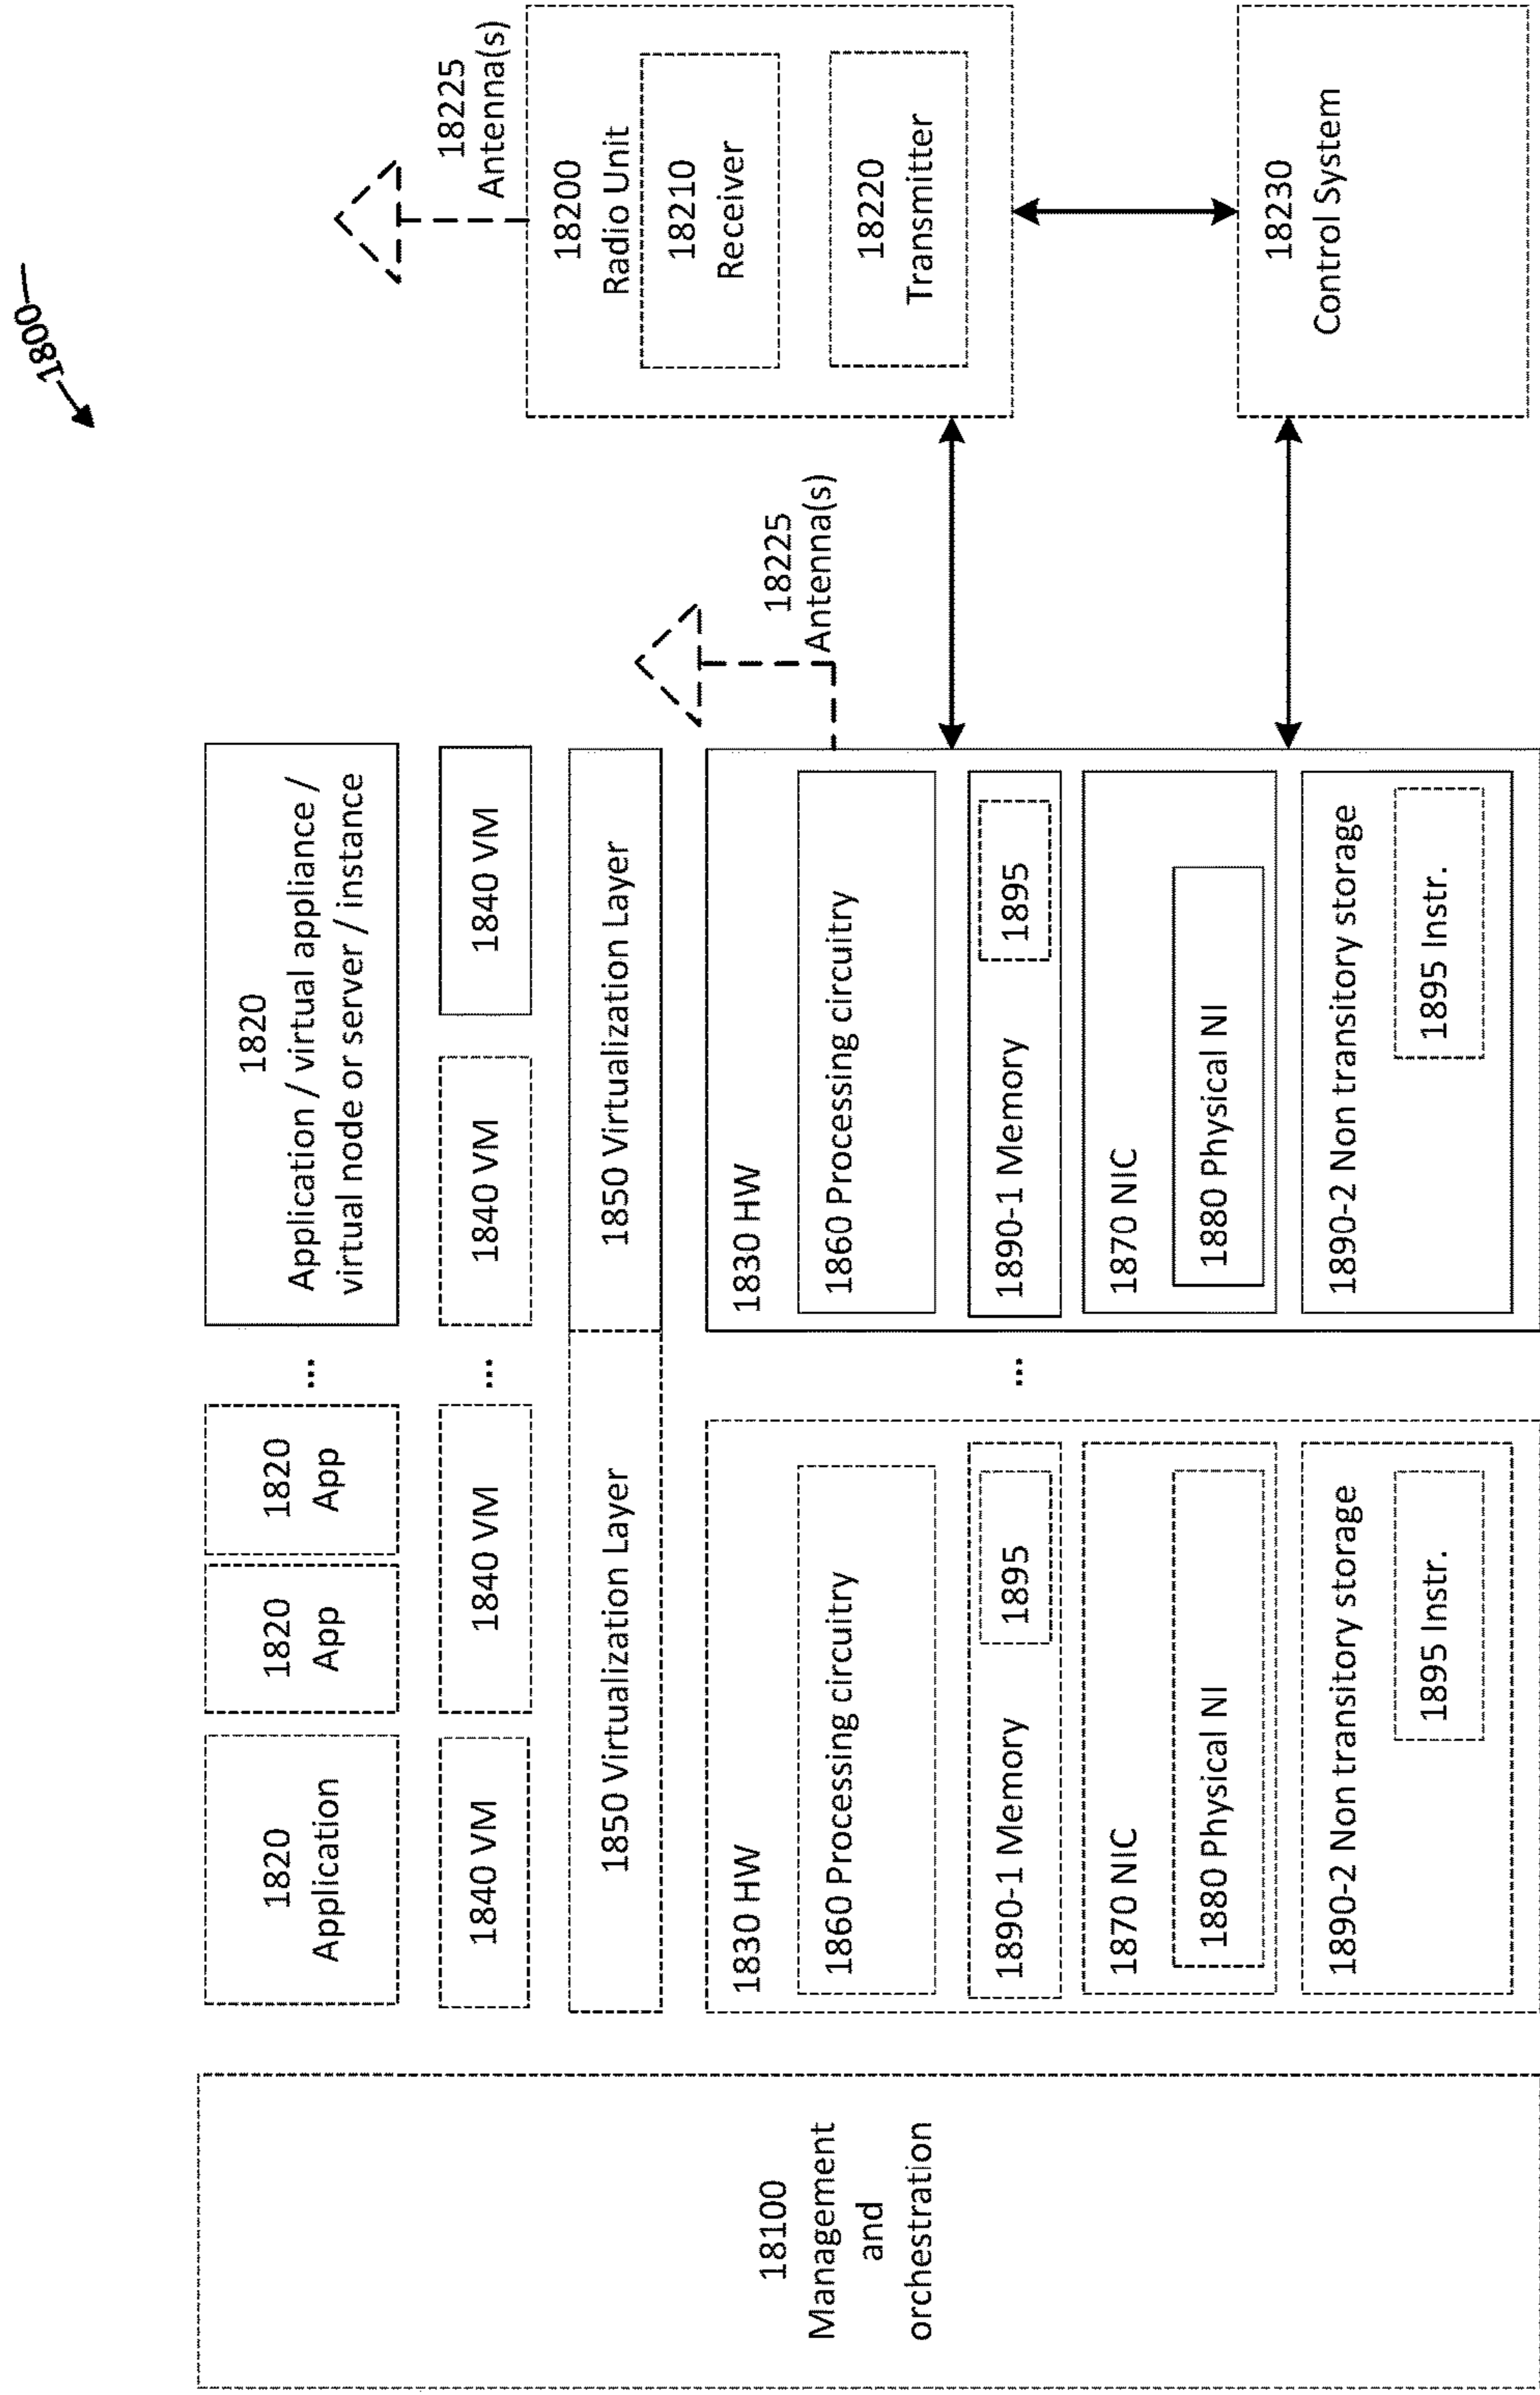 1800
18100
Management
and
orchestration
1820
Application
1820
App
1820
App
...
1820
Application / virtual appliance /
virtual node or server / instance
1840 VM
1840 VM
...
1840 VM
1840 VM
1850 Virtualization Layer
1850 Virtualization Layer
1830 HW
1860 Processing circuitry
1890-1 Memory
1895
1870 NIC
1880 Physical NI
1890-2 Non transitory storage
1895 Instr.
...
1830 HW
1860 Processing circuitry
1890-1 Memory
1895
1870 NIC
1880 Physical NI
1890-2 Non transitory storage
1895 Instr.
18225
Antenna(s)
18225
Antenna(s)
18200
Radio Unit
18210
Receiver
18220
Transmitter
18230
Control System